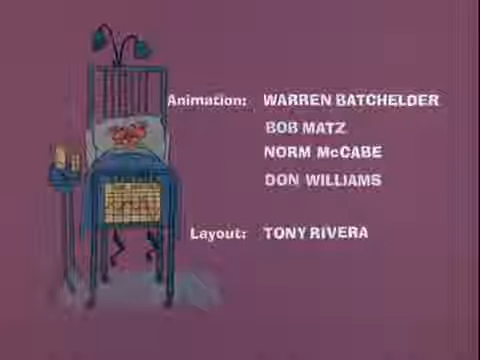 Animation: WARREN BATCHELDER
BOB MATZ
NORM McCABE
DON WILLIAMS
Layout: TONY RIVERA